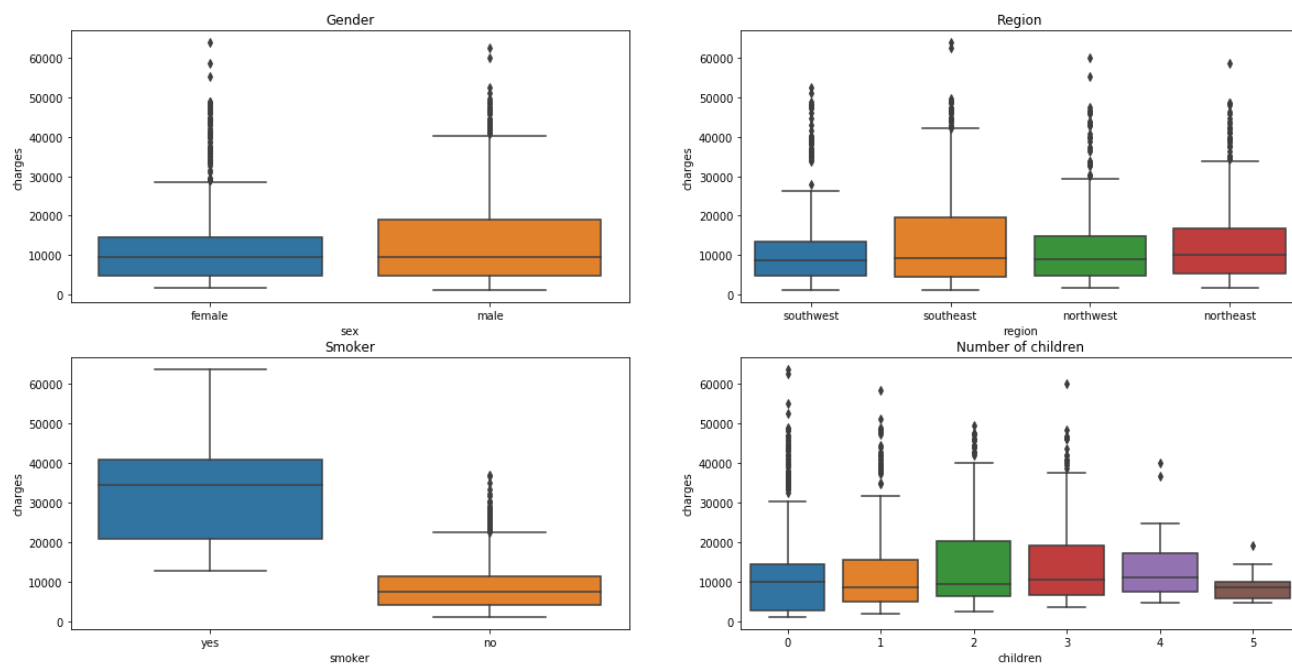 Gender
charges
60000
50000
40000
30000
20000
10000
0
female male
sex
Region
charges
60000
50000
40000
30000
20000
10000
0
southwest southeast northwest northeast
region
Smoker
charges
60000
50000
40000
30000
20000
10000
0
yes no
smoker
Number of children
charges
60000
50000
40000
30000
20000
10000
0
0 1 2 3 4 5
children